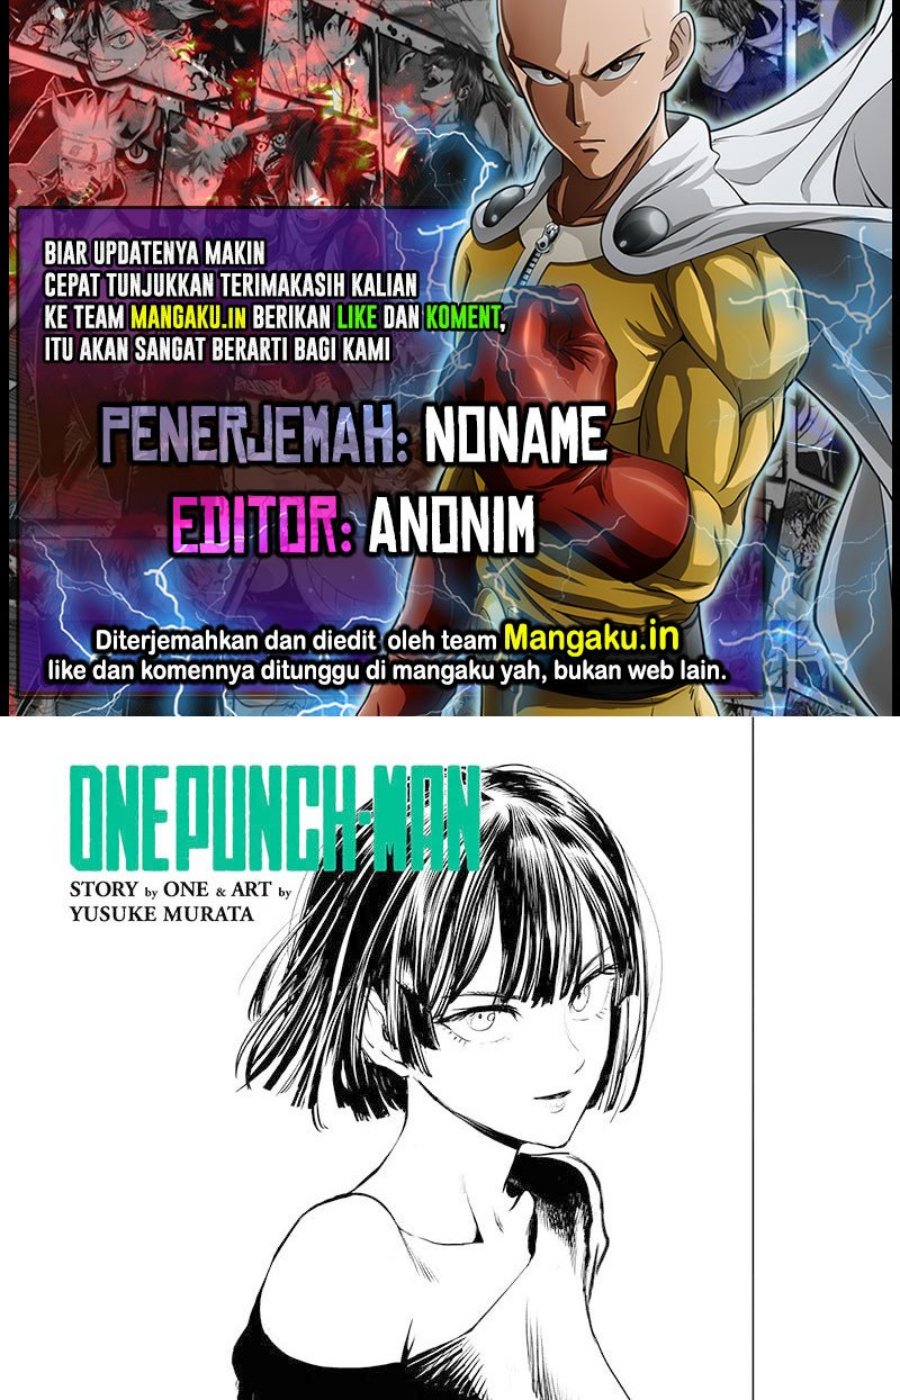 BIAR UPDATENYA MAKIN
CEPAT TUNJUKKAN TERIMAKASIH KALIAN
KE TEAM MANGAKU.IN BERIKAN LIKE DAN KOMENT,
ITU AKAN SANGAT BERARTI BAGI KAMI
PENERJEMAH: NONAME
EDITOR: ANONIM
Diterjemahkan dan diedit oleh team Mangaku.in
like dan komennya ditunggu di mangaku yah, bukan web lain.
ONE PUNCH-MAN
STORY by ONE & ART by
YUSUKE MURATA